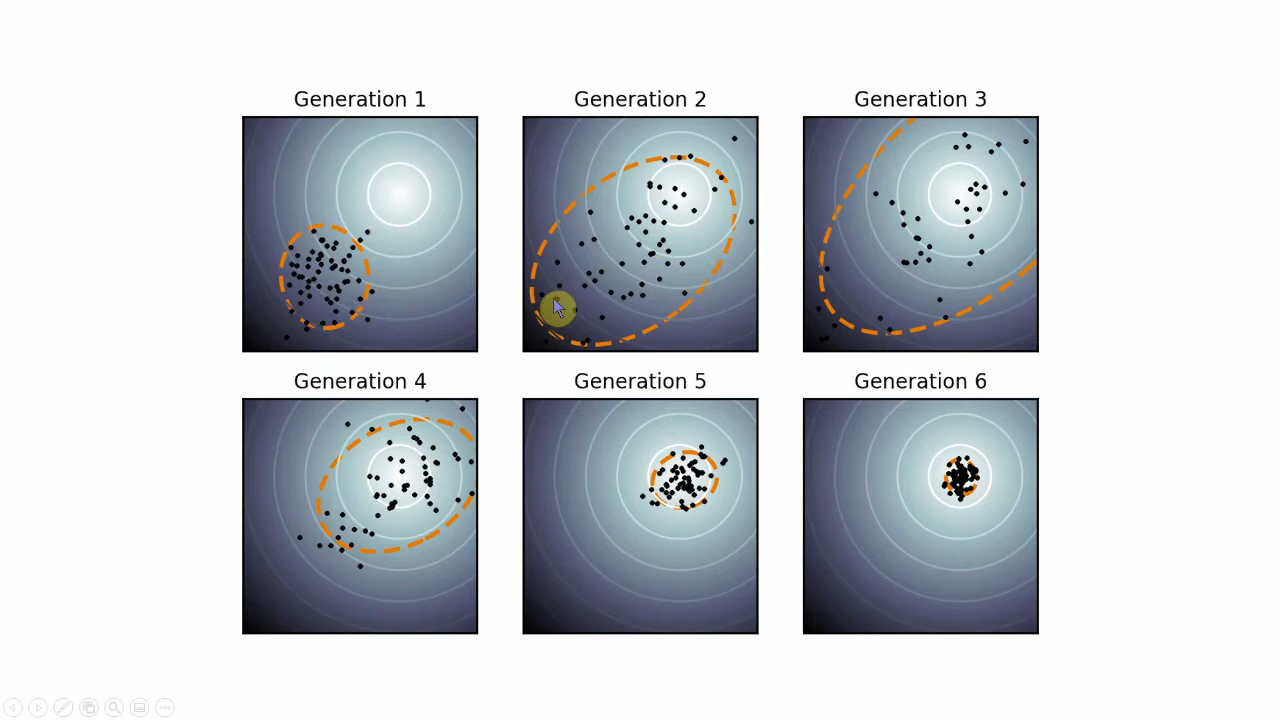 Generation 1
Generation 2
Generation 3
Generation 4
Generation 5
Generation 6